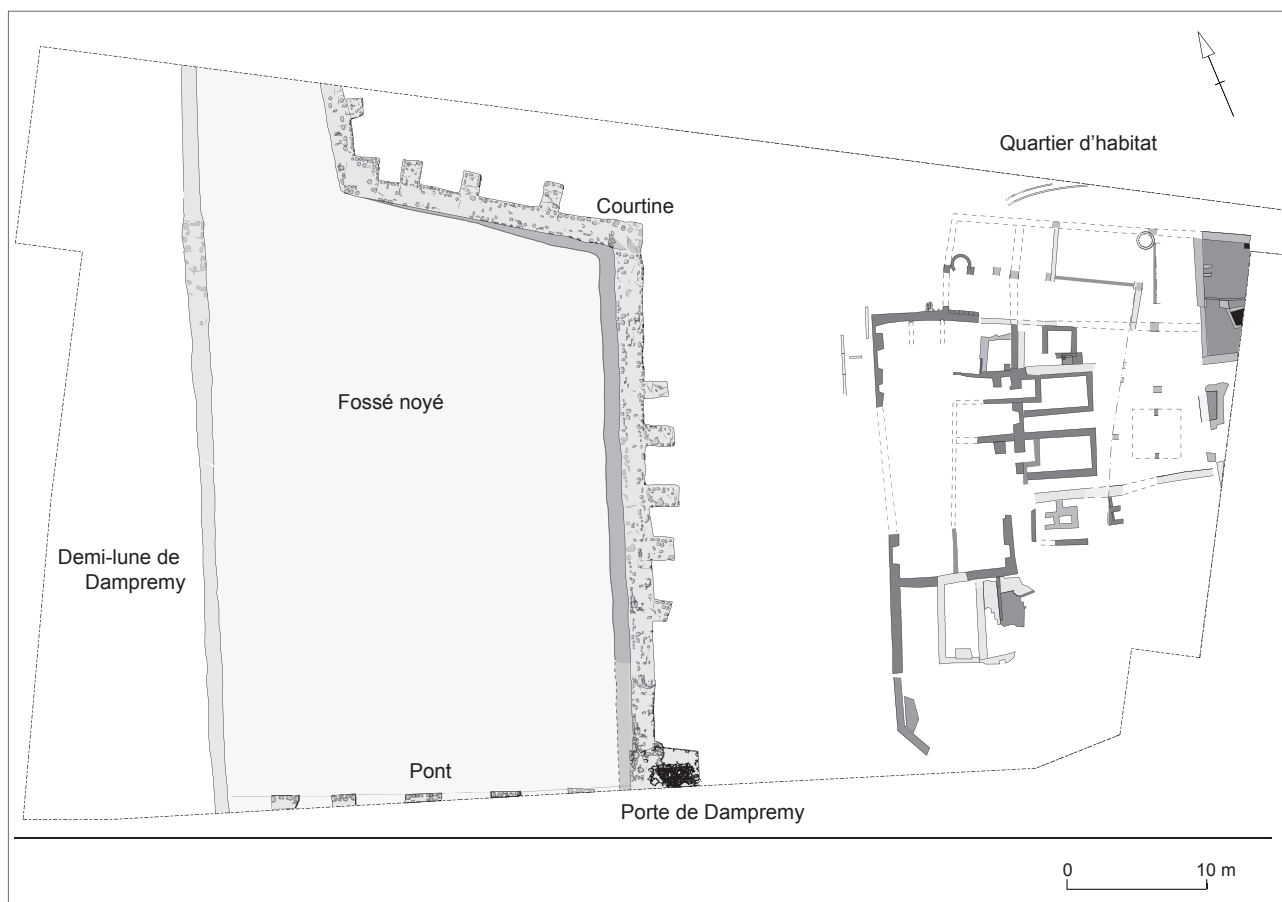 Quartier d'habitat
Courtine
Fossé noyé
Demi-lune de
Dampremy
Pont
Porte de Dampremy
0 10 m